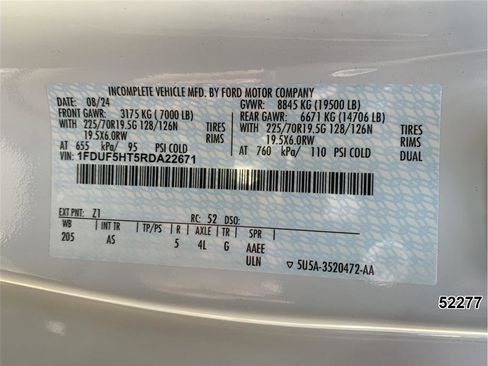 INCOMPLETE VEHICLE MFD. BY FORD MOTOR COMPANY
DATE: 08/24 GVWR: 8845 KG (19500 LB)
FRONT GAWR: 3175 KG (7000 LB) REAR GAWR: 6671 KG (14706 LB)
WITH 225/70R19.5G 128/126N TIRES WITH 225/70R19.5G 128/126N TIRES
19.5X6.0RW RIMS 19.5X6.0RW RIMS
AT 655 kPa/ 95 PSI COLD AT 760 kPa/ 110 PSI COLD
VIN: 1FDUF5HT5RDA22671
EXT PNT: Z1 RC: 52 DSO:
WB INT TR TP/PS R AXLE TR SPR
205 AS 5 4L G AAEE
ULN ▽5U5A-3520472-AA
52277